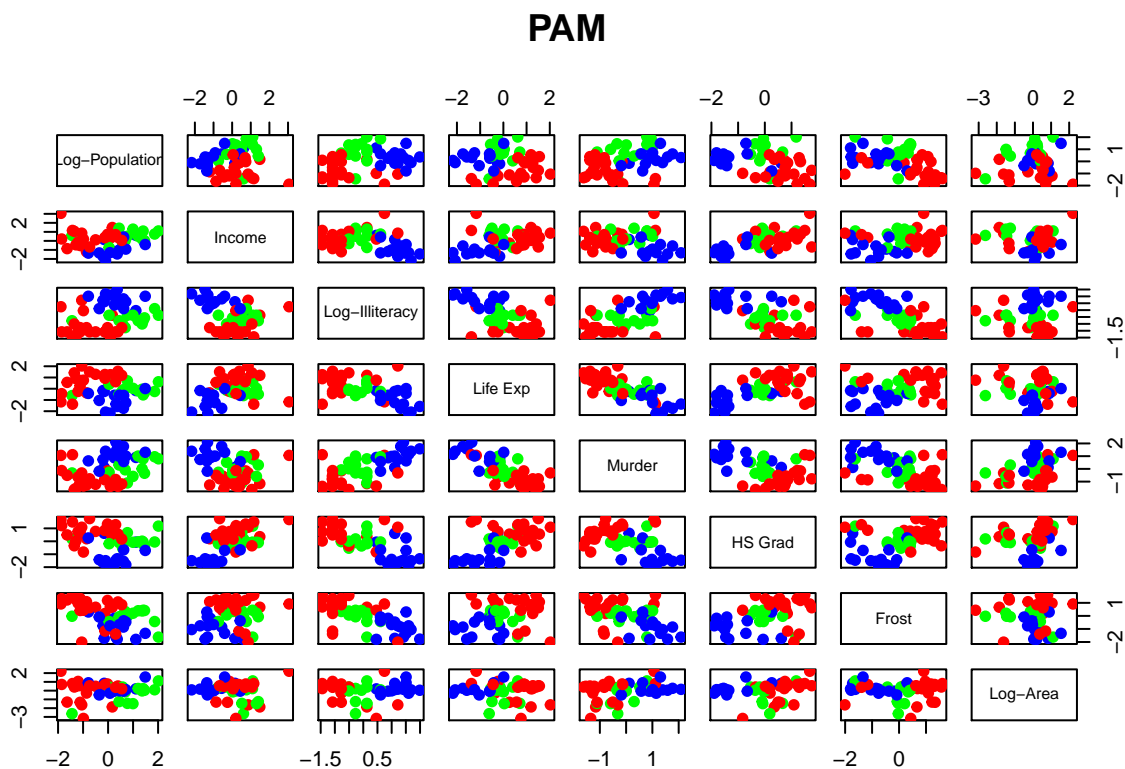 PAM
−2 0 2 −2 0 2 −2 0 −3 0 2
Log−Population 1 −2
2 −2 Income
Log−Illiteracy −1.5
2 −2 Life Exp
Murder 2 −1
1 −2 HS Grad
Frost 1 −2
2 −3 Log−Area
−2 0 2 −1.5 0.5 −1 1 −2 0